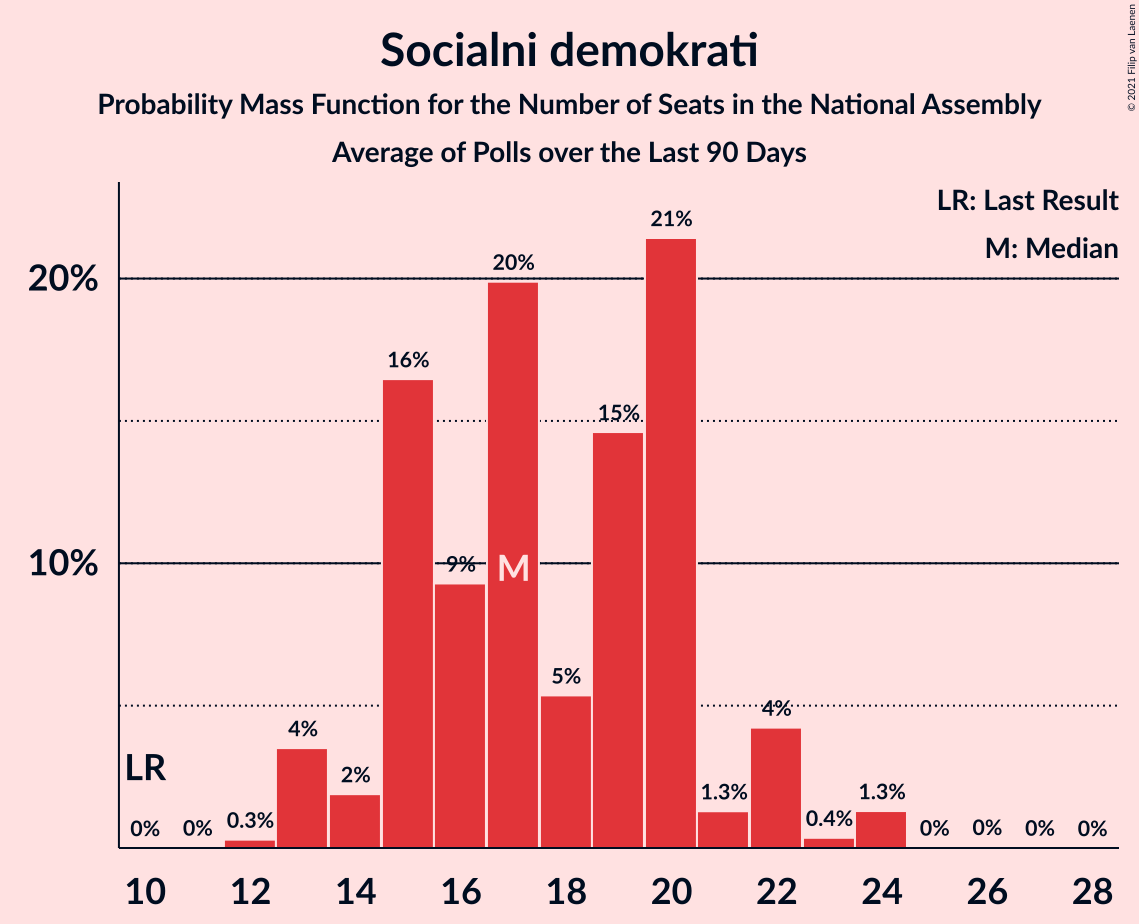 Socialni demokrati
Probability Mass Function for the Number of Seats in the National Assembly
Average of Polls over the Last 90 Days
© 2021 Filip van Laenen
LR: Last Result
M: Median
20%
10%
0%
0%
0.3%
4%
2%
16%
9%
20%
5%
15%
21%
1.3%
4%
0.4%
1.3%
0%
0%
0%
0%
LR
M
10 12 14 16 18 20 22 24 26 28